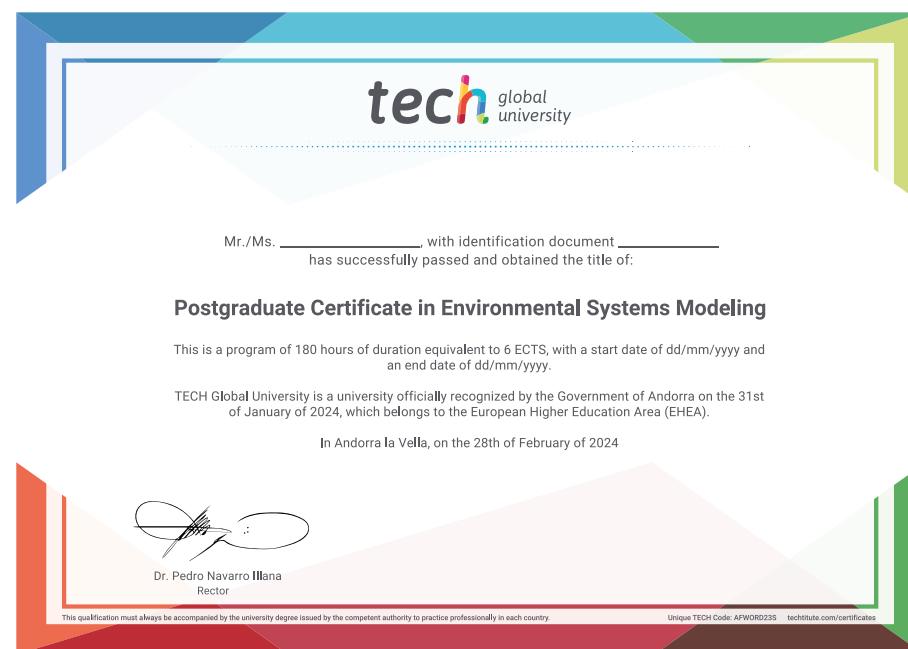 tech global university
Mr./Ms. ____________________, with identification document ______________
has successfully passed and obtained the title of:
Postgraduate Certificate in Environmental Systems Modeling
This is a program of 180 hours of duration equivalent to 6 ECTS, with a start date of dd/mm/yyyy and
an end date of dd/mm/yyyy.
TECH Global University is a university officially recognized by the Government of Andorra on the 31st
of January of 2024, which belongs to the European Higher Education Area (EHEA).
In Andorra la Vella, on the 28th of February of 2024
Dr. Pedro Navarro Illana
Rector
This qualification must always be accompanied by the university degree issued by the competent authority to practice professionally in each country.
Unique TECH Code: AFWORD23S techtitute.com/certificates